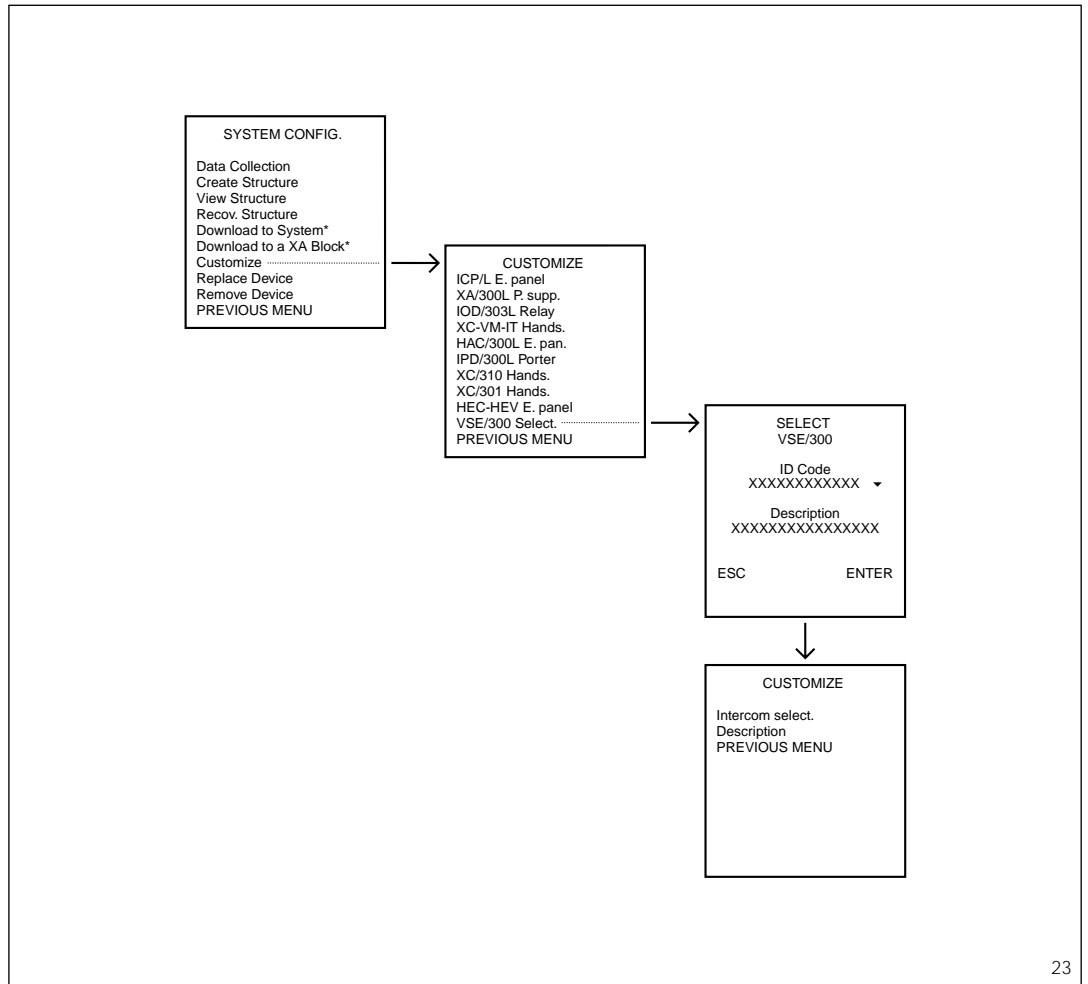 SYSTEM CONFIG.
Data Collection
Create Structure
View Structure
Recov. Structure
Download to System*
Download to a XA Block*
Customize
Replace Device
Remove Device
PREVIOUS MENU
CUSTOMIZE
ICP/L E. panel
XA/300L P. supp.
IOD/303L Relay
XC-VM-IT Hands.
HAC/300L E. pan.
IPD/300L Porter
XC/310 Hands.
XC/301 Hands.
HEC-HEV E. panel
VSE/300 Select.
PREVIOUS MENU
SELECT
VSE/300
ID Code
XXXXXXXXXXXX
Description
XXXXXXXXXXXXXXXX
ESC ENTER
CUSTOMIZE
Intercom select.
Description
PREVIOUS MENU
23